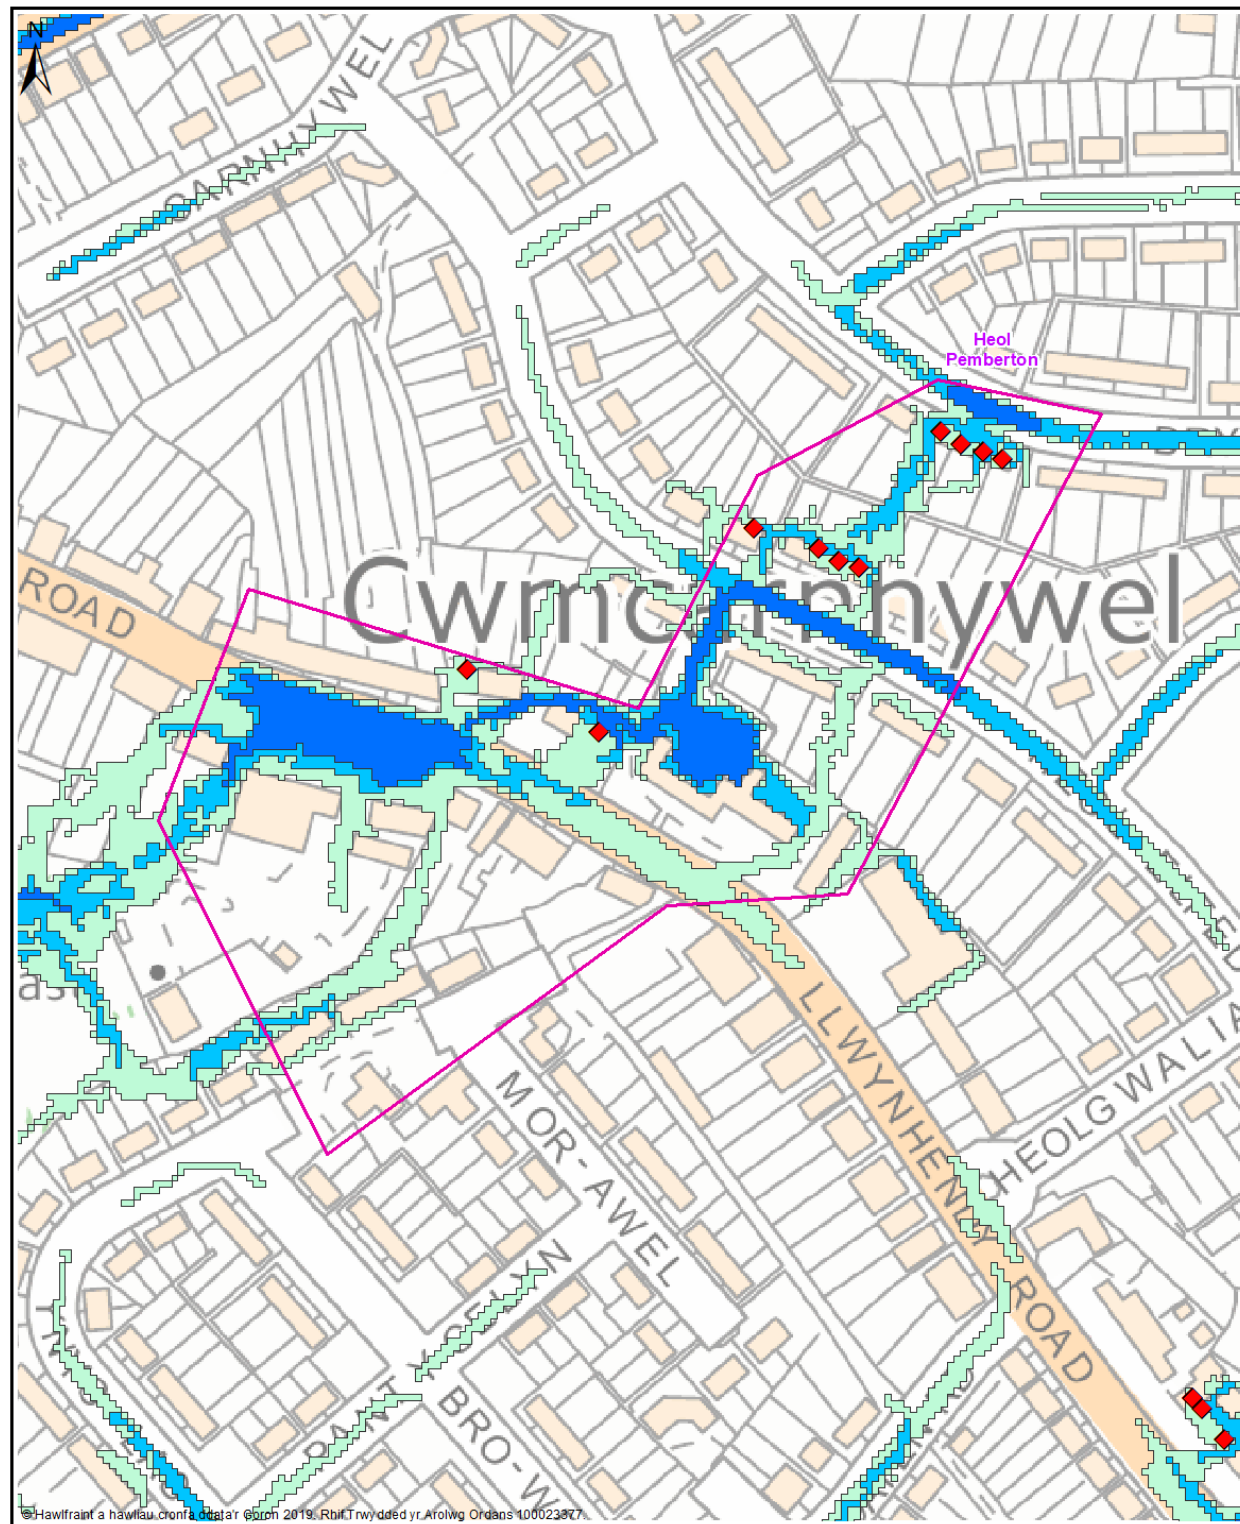 N
GARNHYWEL
Heol
Pemberton
ROAD
Cwmcarnhywel
HEOLGWALIA
LLWYNHENDY ROAD
MOR-AWEL
BRO-W
© Hawlfraint a hawliau cronfa ddata'r Goron 2019. Rhif Trwydded yr Arolwg Ordans 100023377.